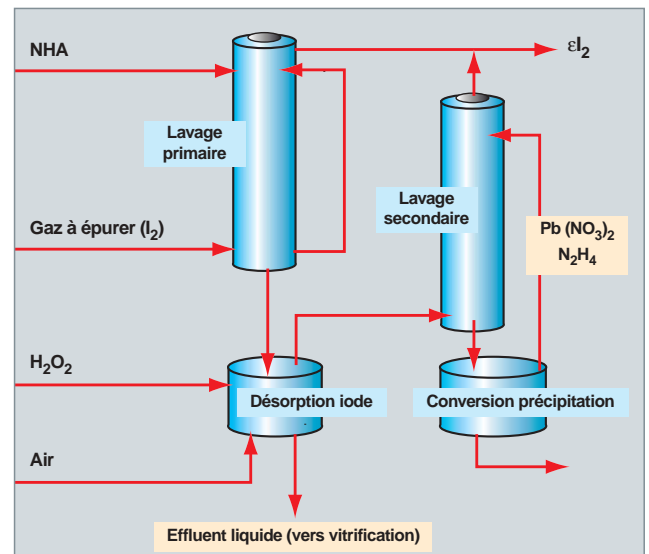 NHA
εI₂
Lavage
primaire
Lavage
secondaire
Gaz à épurer (I₂)
Pb (NO₃)₂
N₂H₄
H₂O₂
Désorption iode
Conversion précipitation
Air
Effluent liquide (vers vitrification)